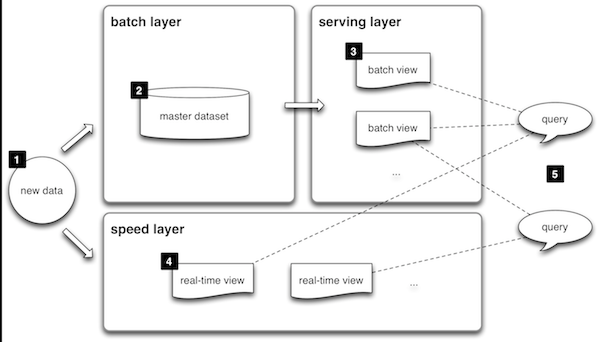 batch layer
serving layer
3
batch view
2
master dataset
batch view
query
1
new data
...
5
speed layer
query
4
real-time view
real-time view
...